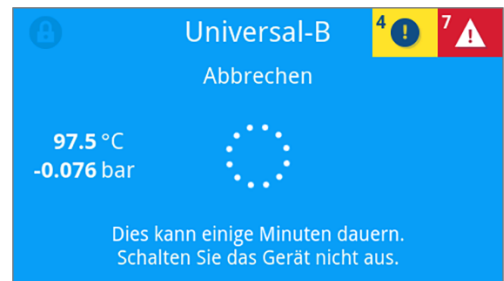 Universal-B
4
7
Abbrechen
97.5 °C
-0.076 bar
Dies kann einige Minuten dauern.
Schalten Sie das Gerät nicht aus.